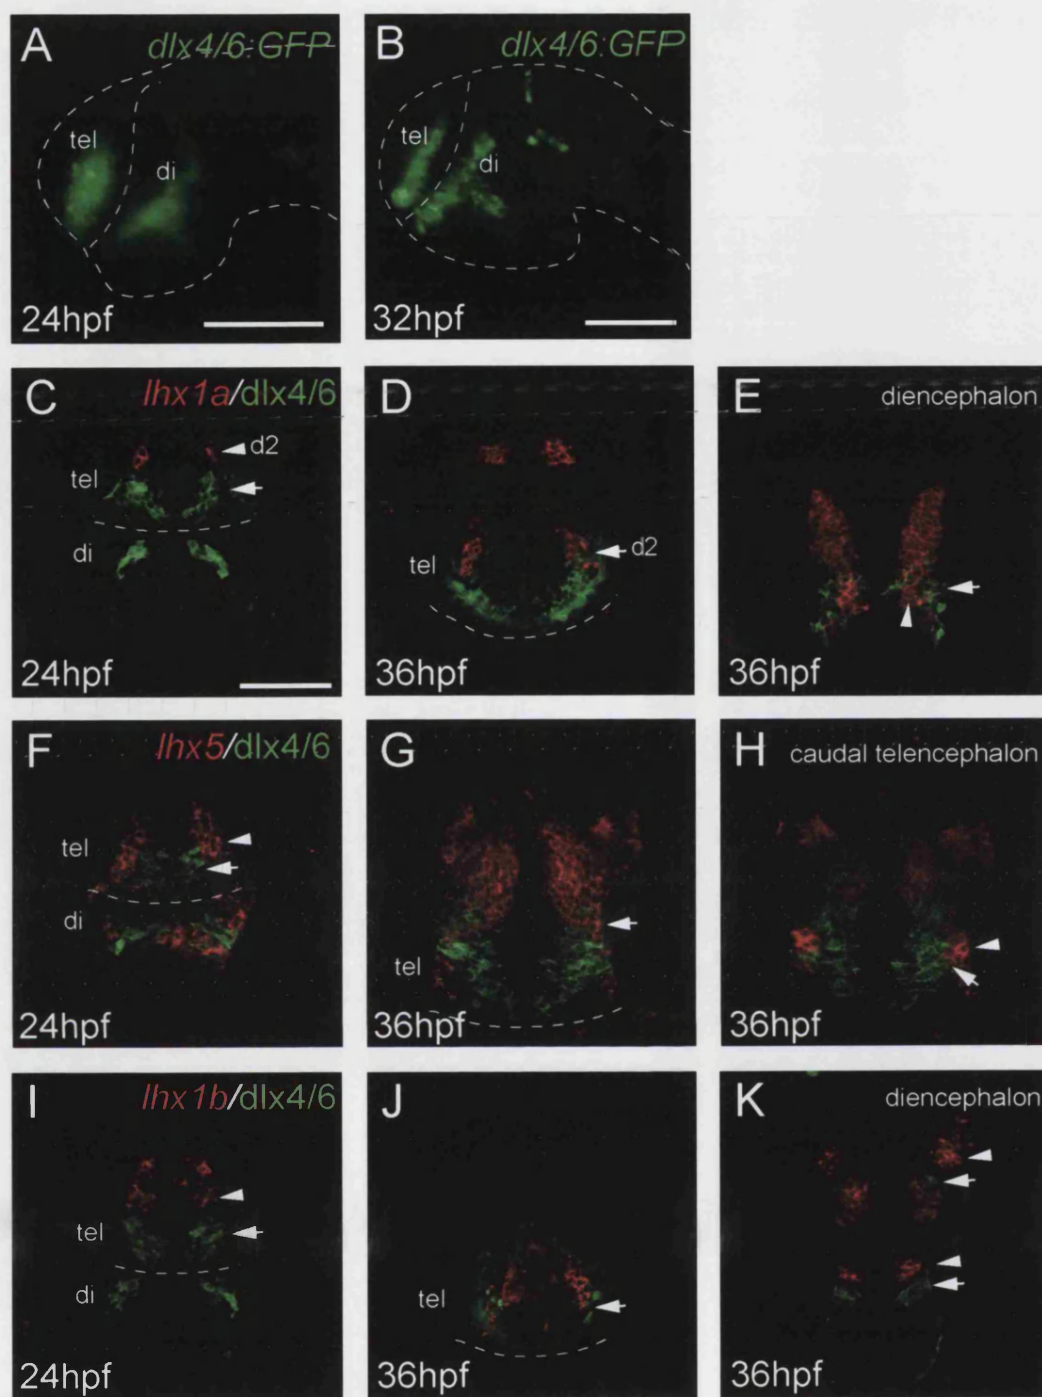 A dlx4/6:GFP
tel
di
24hpf
B dlx4/6:GFP
tel
di
32hpf
C lhx1a/dlx4/6
d2
tel
di
24hpf
D
d2
tel
36hpf
E diencephalon
36hpf
F lhx5/dlx4/6
tel
di
24hpf
G
tel
36hpf
H caudal telencephalon
36hpf
I lhx1b/dlx4/6
tel
di
24hpf
J
tel
36hpf
K diencephalon
36hpf